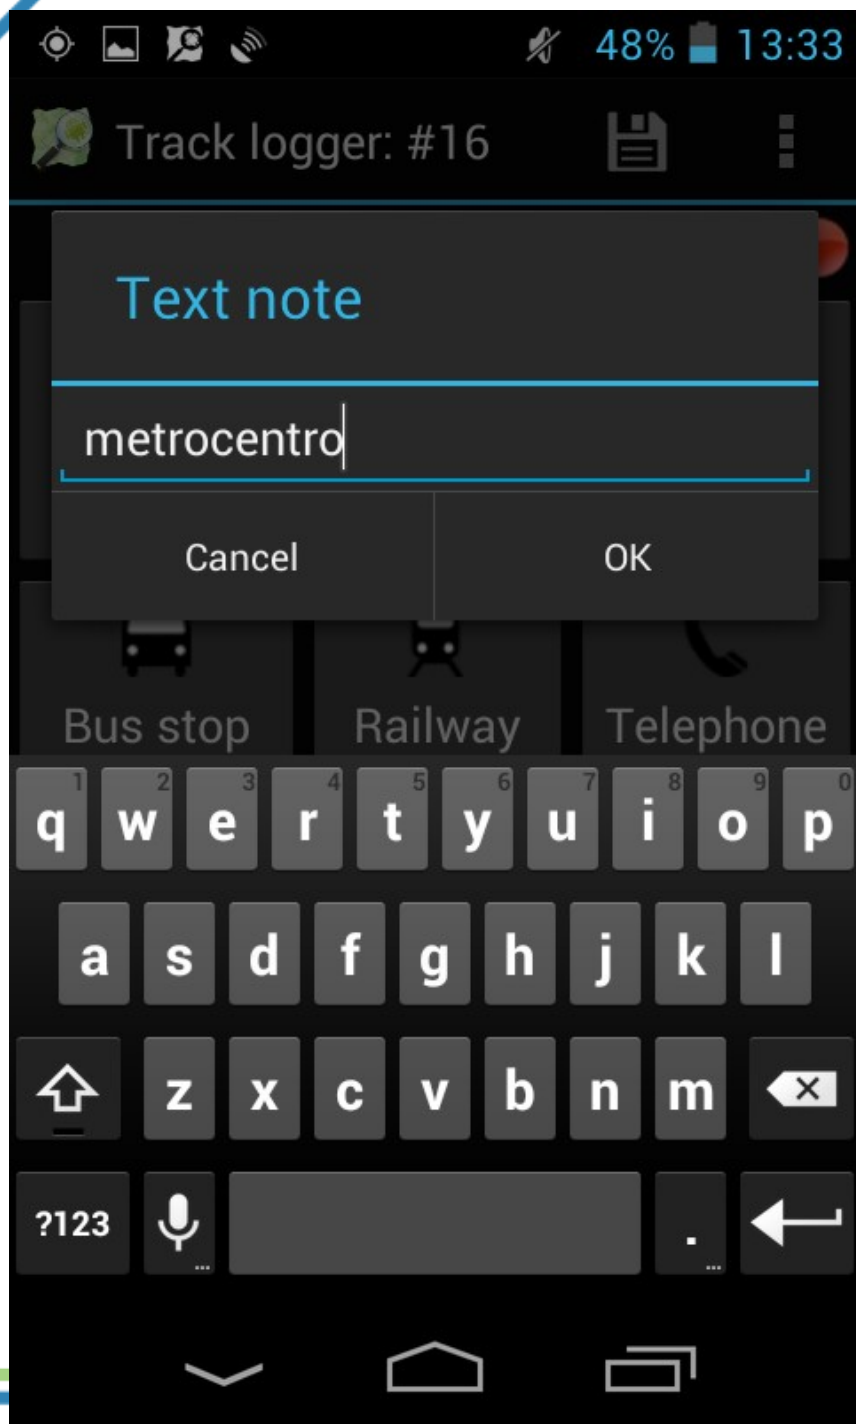 48% 13:33
Track logger: #16
Text note
metrocentro
Cancel OK
Bus stop Railway Telephone
1 2 3 4 5 6 7 8 9 0
q w e r t y u i o p
a s d f g h j k l
z x c v b n m
?123 .